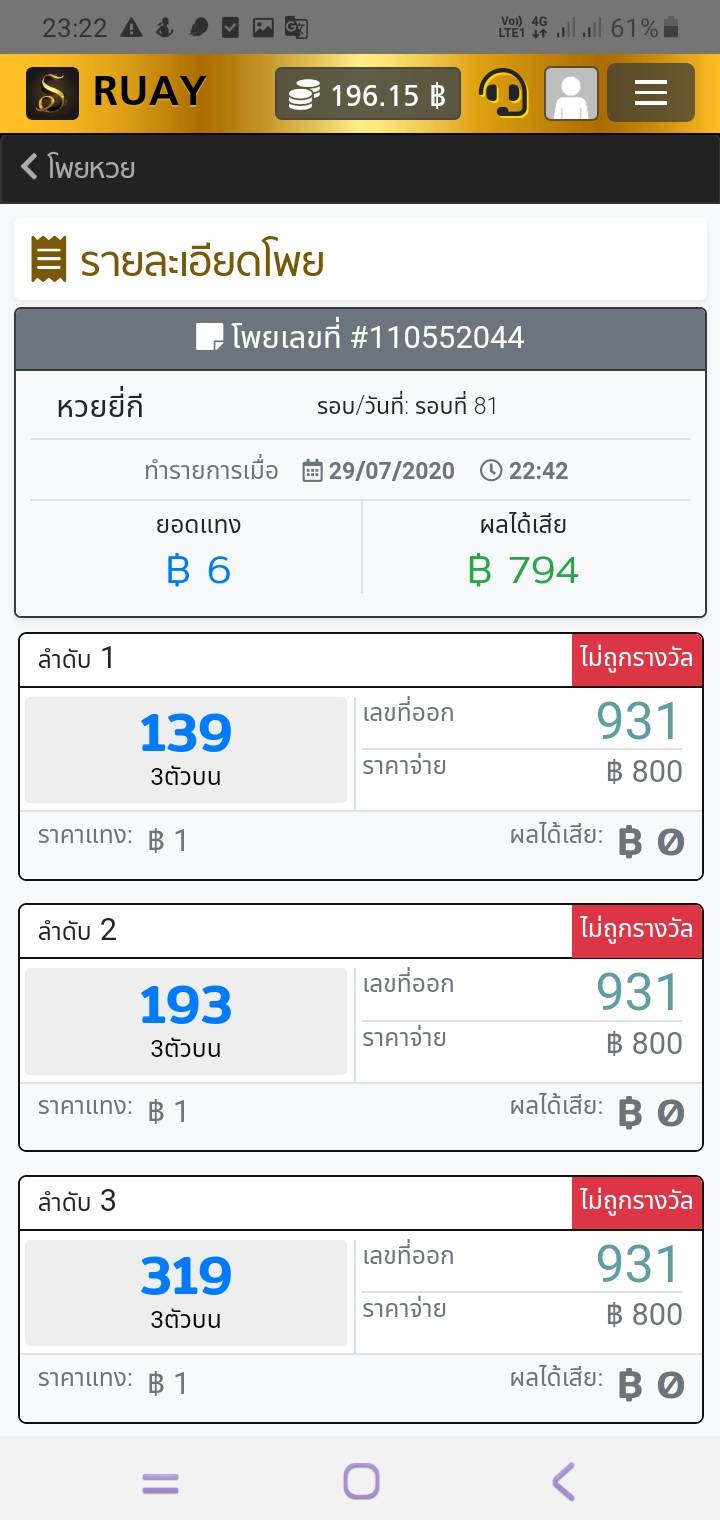 23:22 Vo)) LTE1 4G 61%
RUAY 196.15 ฿
โพยหวย
รายละเอียดโพย
โพยเลขที่ #110552044
หวยยี่กี รอบ/วันที่: รอบที่ 81
ทำรายการเมื่อ 29/07/2020 22:42
ยอดแทง ผลได้เสีย
฿ 6 ฿ 794
ลำดับ 1 ไม่ถูกรางวัล
139 เลขที่ออก 931
3ตัวบน ราคาจ่าย ฿ 800
ราคาแทง: ฿ 1 ผลได้เสีย: ฿ 0
ลำดับ 2 ไม่ถูกรางวัล
193 เลขที่ออก 931
3ตัวบน ราคาจ่าย ฿ 800
ราคาแทง: ฿ 1 ผลได้เสีย: ฿ 0
ลำดับ 3 ไม่ถูกรางวัล
319 เลขที่ออก 931
3ตัวบน ราคาจ่าย ฿ 800
ราคาแทง: ฿ 1 ผลได้เสีย: ฿ 0